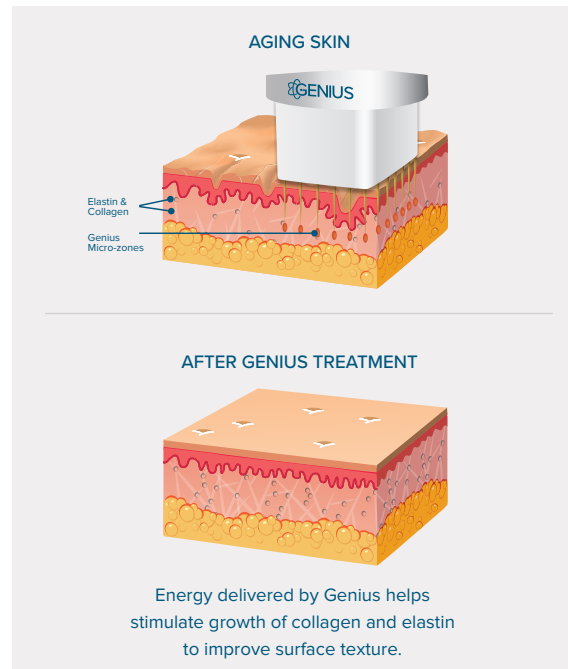 AGING SKIN
GENIUS
Elastin &
Collagen
Genius
Micro-zones
AFTER GENIUS TREATMENT
Energy delivered by Genius helps
stimulate growth of collagen and elastin
to improve surface texture.